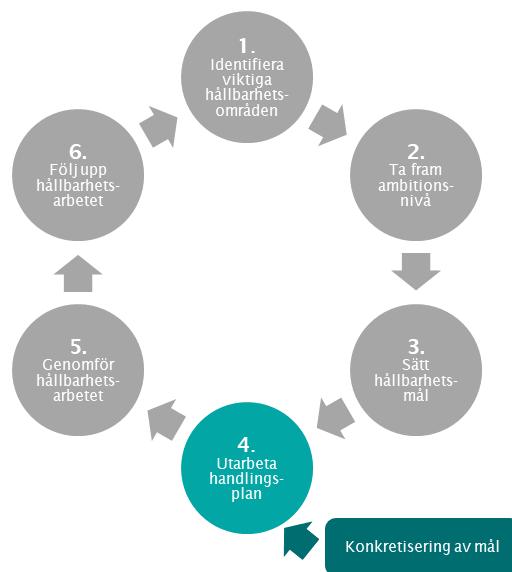 1.
Identifiera
viktiga
hållbarhets-
områden
2.
Ta fram
ambitions-
nivå
3.
Sätt
hållbarhets-
mål
4.
Utarbeta
handlings-
plan
Konkretisering av mål
5.
Genomför
hållbarhets-
arbetet
6.
Följ upp
hållbarhets-
arbetet